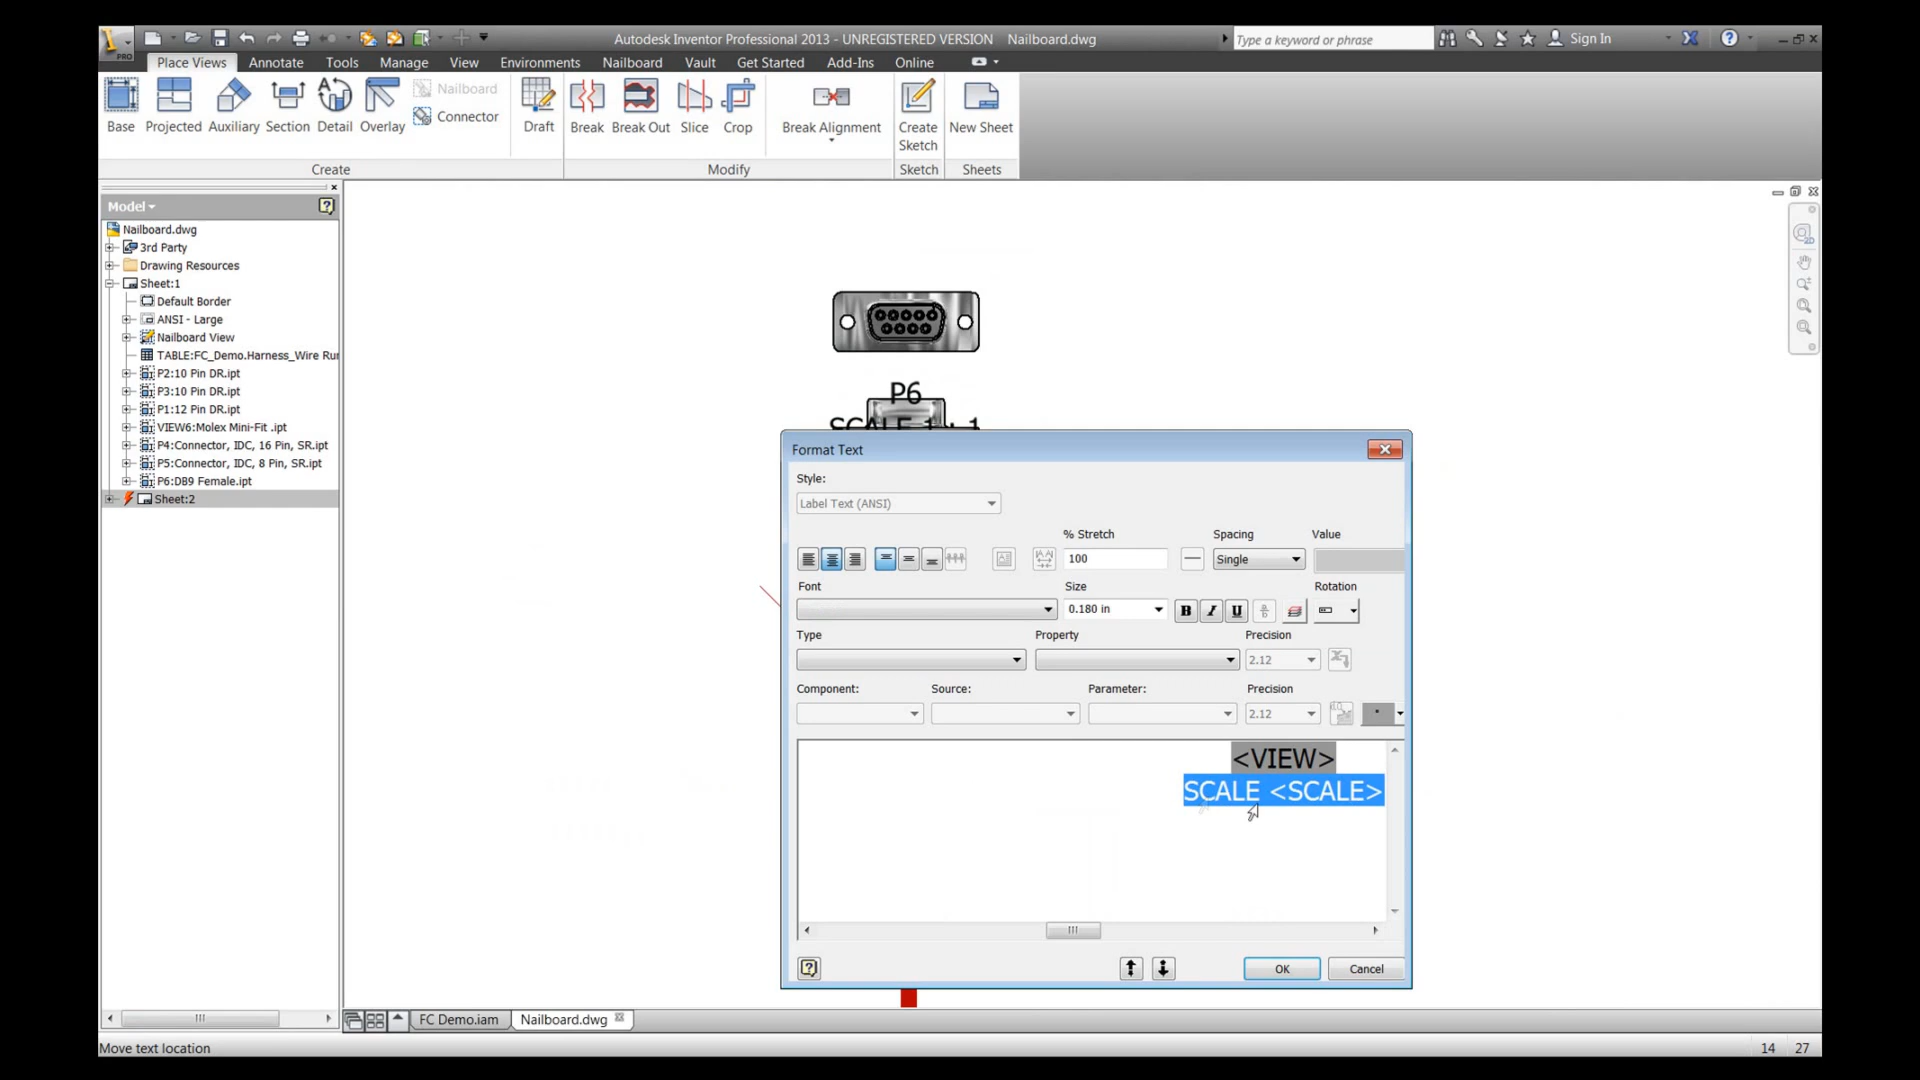 Autodesk Inventor Professional 2013 - UNREGISTERED VERSION Nailboard.dwg
Type a keyword or phrase
Sign In
PRO
Place Views Annotate Tools Manage View Environments Nailboard Vault Get Started Add-Ins Online
Base Projected Auxiliary Section Detail Overlay
Nailboard
Connector
Draft Break Break Out Slice Crop Break Alignment
Create Sketch
New Sheet
Create Modify Sketch Sheets
Model
Nailboard.dwg
3rd Party
Drawing Resources
Sheet:1
Default Border
ANSI - Large
Nailboard View
TABLE:FC_Demo.Harness_Wire Rur
P2:10 Pin DR.ipt
P3:10 Pin DR.ipt
P1:12 Pin DR.ipt
VIEW6:Molex Mini-Fit .ipt
P4:Connector, IDC, 16 Pin, SR.ipt
P5:Connector, IDC, 8 Pin, SR.ipt
P6:DB9 Female.ipt
Sheet:2
2D
P6
SCALE 1 : 1
Format Text
Style:
Label Text (ANSI)
% Stretch Spacing Value
100 Single
Font Size Rotation
0.180 in B I U
Type Property Precision
2.12
Component: Source: Parameter: Precision
2.12
<VIEW>
SCALE <SCALE>
OK Cancel
FC Demo.iam Nailboard.dwg
Move text location 14 27